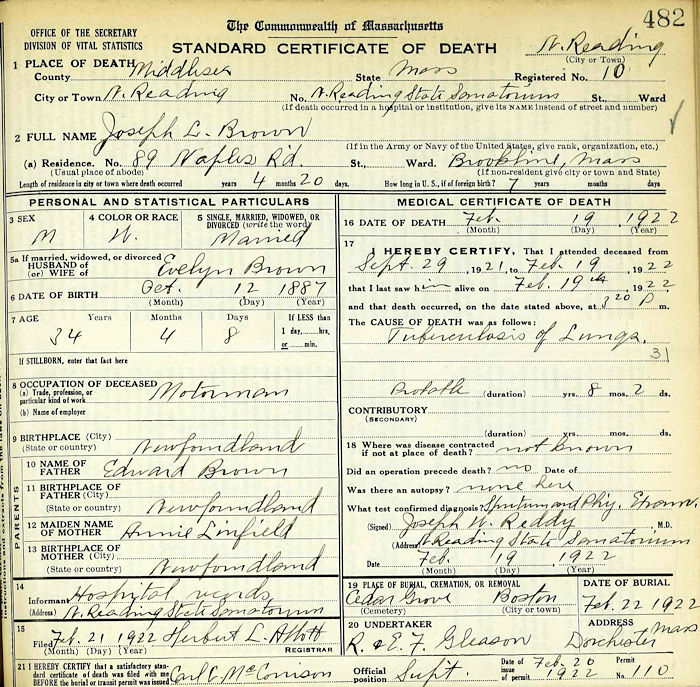 482
OFFICE OF THE SECRETARY
DIVISION OF VITAL STATISTICS
The Commonwealth of Massachusetts
STANDARD CERTIFICATE OF DEATH
N. Reading
(City or Town)
1 PLACE OF DEATH
County Middlesex State Mass Registered No. 10
City or Town N. Reading No. N. Reading State Sanatorium St., Ward
(If death occurred in a hospital or institution, give its NAME instead of street and number)
2 FULL NAME Joseph L. Brown
(If in the Army or Navy of the United States, give rank, organization, etc.)
(a) Residence. No. 89 Naples Rd. St., Ward. Brookline, Mass
(Usual place of abode) (If non-resident give city or town and State)
Length of residence in city or town where death occurred years 4 months 20 days. How long in U. S., if of foreign birth? 7 years months days
PERSONAL AND STATISTICAL PARTICULARS
3 SEX 4 COLOR OR RACE 5 SINGLE, MARRIED, WIDOWED, OR
DIVORCED (write the word)
M W. Married
5a If married, widowed, or divorced
HUSBAND of
(or) WIFE of Evelyn Brown
6 DATE OF BIRTH Oct. 12 1887
(Month) (Day) (Year)
7 AGE Years Months Days If LESS than
1 day,....hrs.
or ....... min.
34 4 8
If STILLBORN, enter that fact here
8 OCCUPATION OF DECEASED
(a) Trade, profession, or
particular kind of work Motorman
(b) Name of employer
9 BIRTHPLACE (City)
(State or country) Newfoundland
PARENTS
10 NAME OF
FATHER Edward Brown
11 BIRTHPLACE OF
FATHER (City)
(State or country) Newfoundland
12 MAIDEN NAME
OF MOTHER Annie Linfield
13 BIRTHPLACE OF
MOTHER (City)
(State or country) Newfoundland
14
Informant Hospital records
(Address) N. Reading State Sanatorium
15
Filed Feb. 21 1922 Herbert L. Abbott
(Month) (Day) (Year) REGISTRAR
MEDICAL CERTIFICATE OF DEATH
16 DATE OF DEATH Feb. 19, 1922
(Month) (Day) (Year)
17
I HEREBY CERTIFY, That I attended deceased from
Sept. 29, 1921, to Feb. 19, 1922
that I last saw him alive on Feb. 19th, 1922
and that death occurred, on the date stated above, at 3 20 P m.
The CAUSE OF DEATH was as follows:
Tuberculosis of Lungs.
31
Probable (duration) yrs. 8 mos. 2 ds.
CONTRIBUTORY
(SECONDARY)
(duration) yrs. mos. ds.
18 Where was disease contracted
if not at place of death? not known
Did an operation precede death? no Date of
Was there an autopsy? none here
What test confirmed diagnosis? Sputum and Phy. Exam.
(Signed) Joseph W. Reddy, M.D.
(Address) N. Reading State Sanatorium
Date Feb. 19, 1922
(Month) (Day) (Year)
19 PLACE OF BURIAL, CREMATION, OR REMOVAL DATE OF BURIAL
Cedar Grove Boston Feb. 22 1922
(Cemetery) (City or town)
20 UNDERTAKER ADDRESS
R. & E. F. Gleason Dorchester Mass
21 I HEREBY CERTIFY that a satisfactory stan-
dard certificate of death was filed with me
BEFORE the burial or transit permit was issued Carl C. MacCorrison Official
position Supt. Date of
issue of
permit Feb. 20 1922 Permit
No. 110